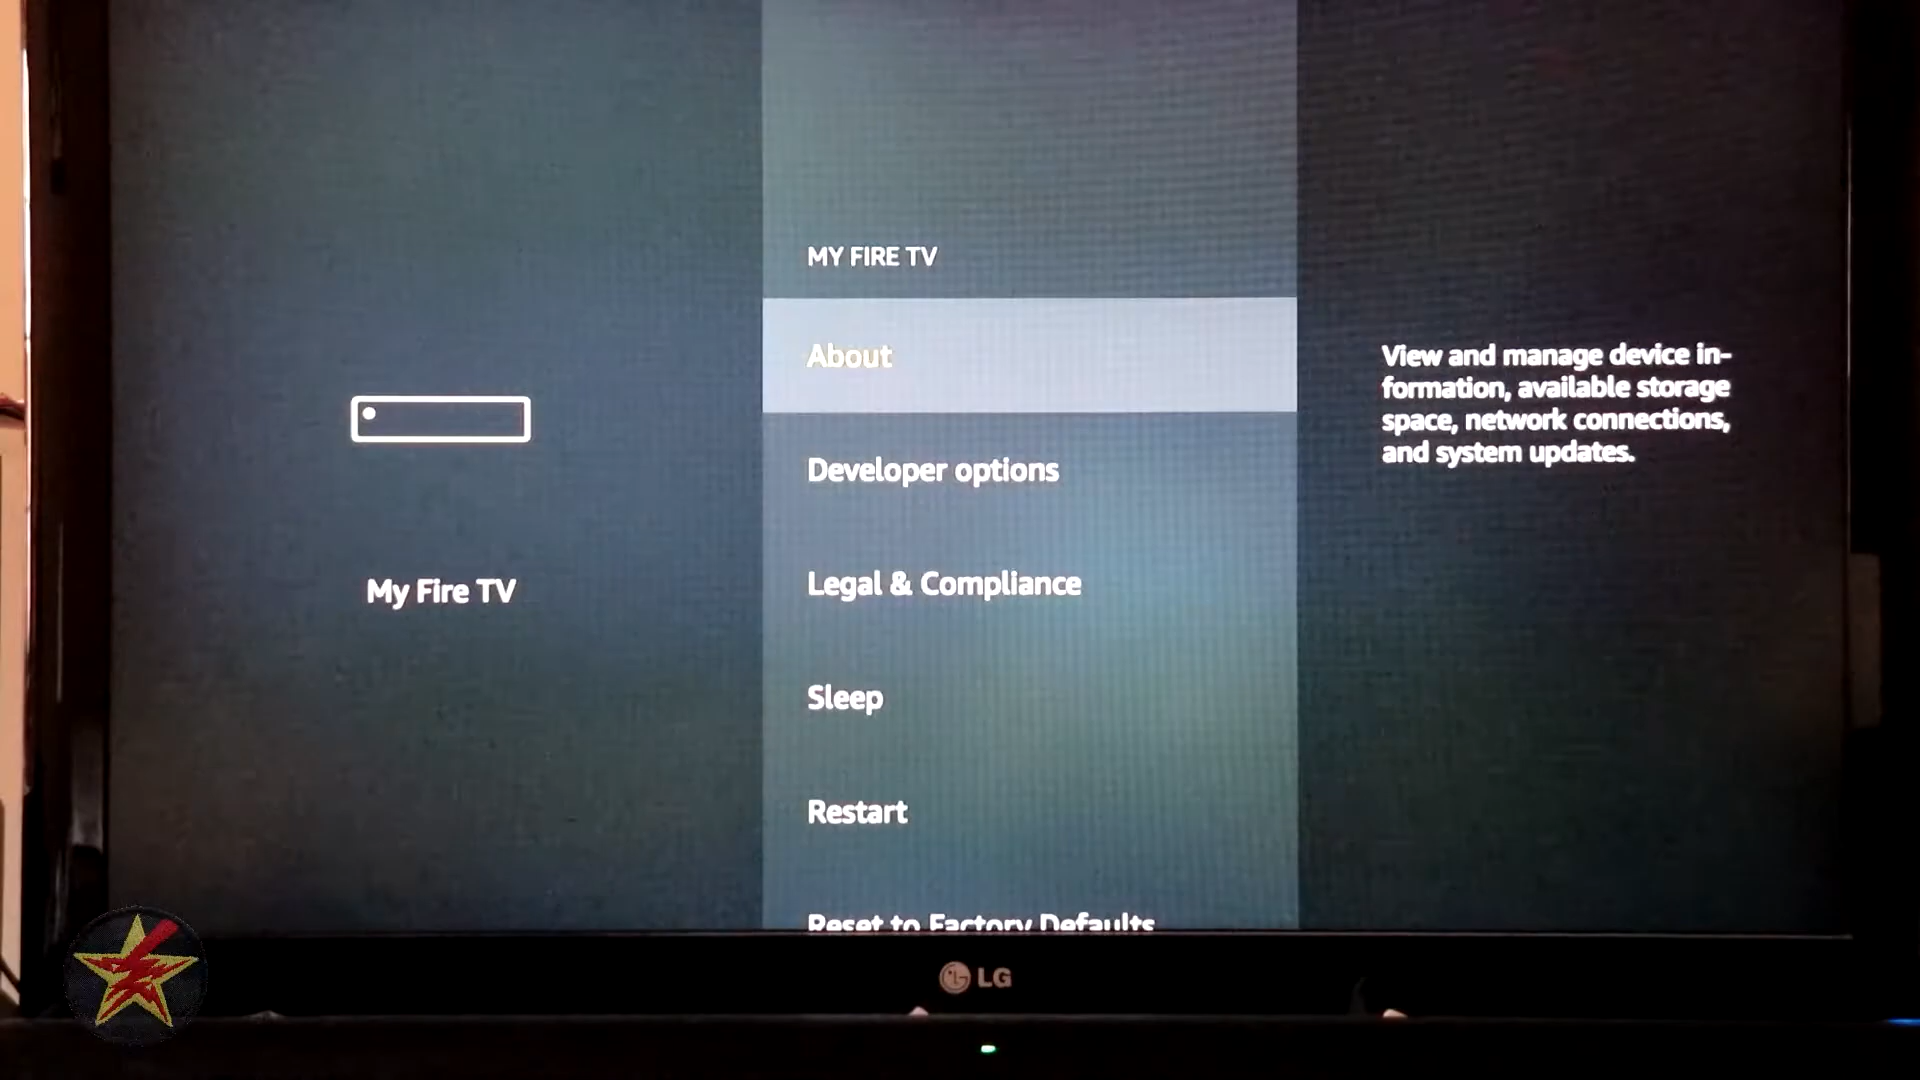 MY FIRE TV
About
Developer options
Legal & Compliance
Sleep
Restart
Reset to Factory Defaults
My Fire TV
View and manage device in-
formation, available storage
space, network connections,
and system updates.
LG